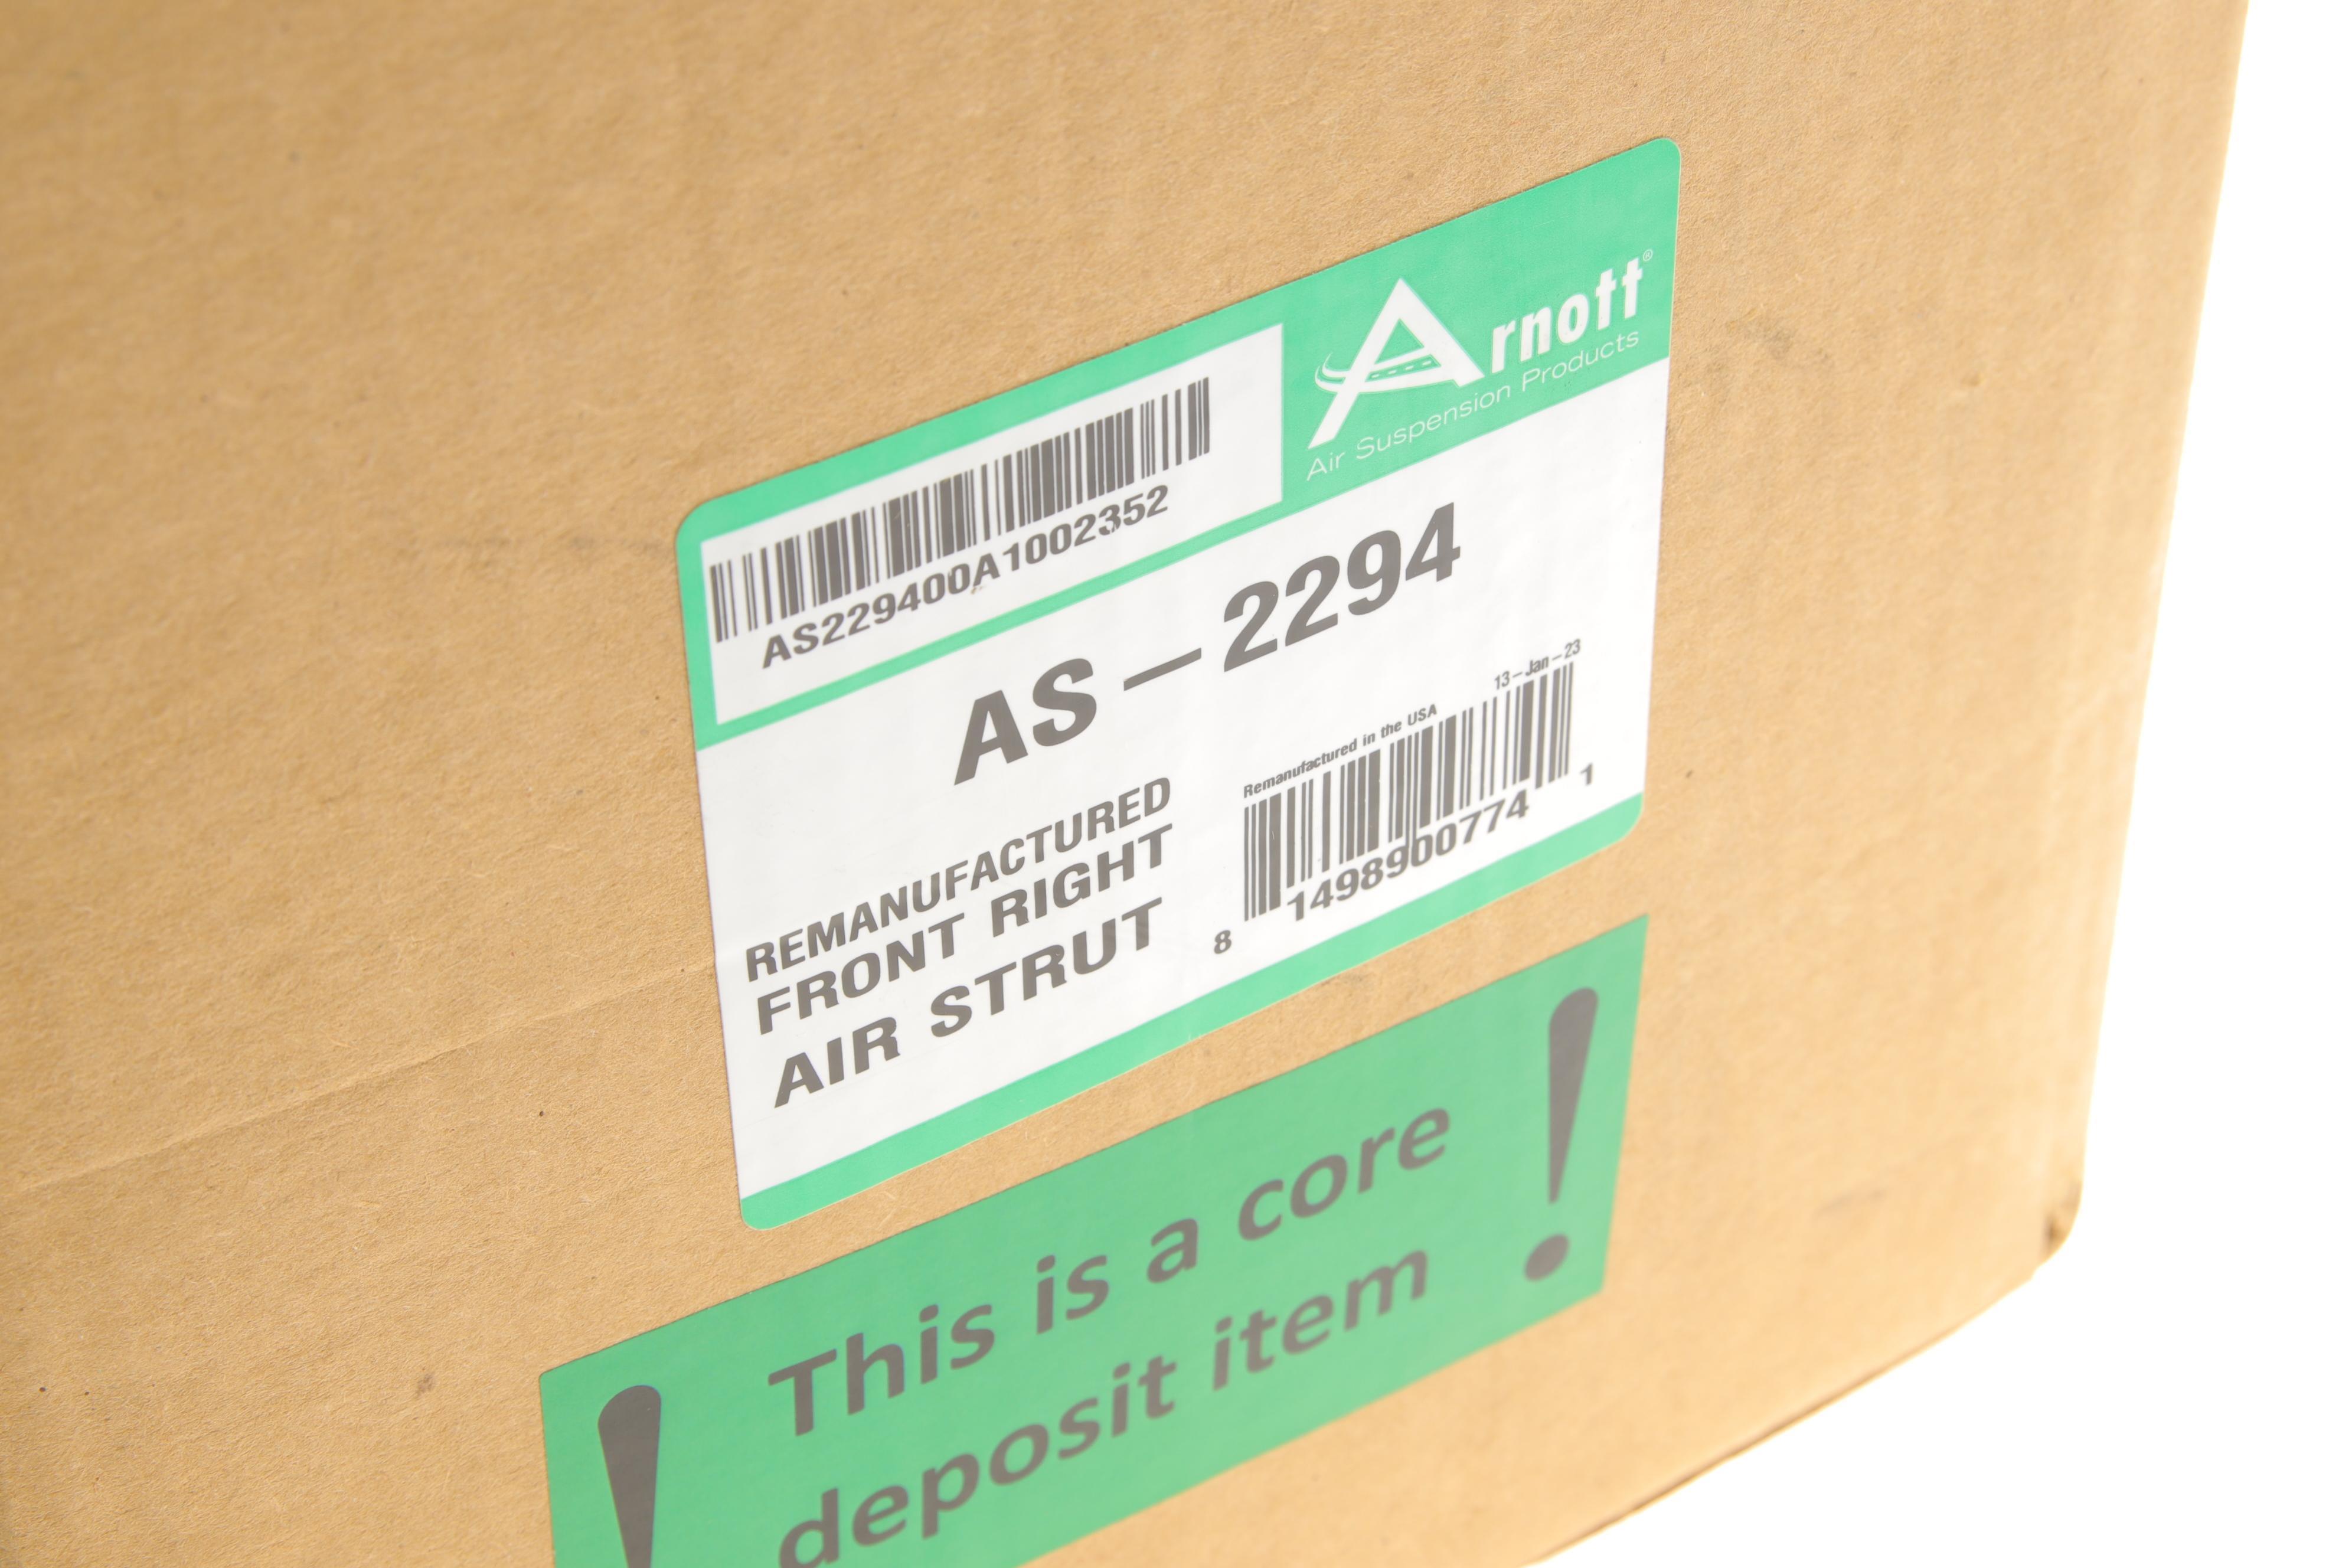 Arnott®
Air Suspension Products
AS229400A1002352
AS-2294
13-Jan-23
Remanufactured in the USA
REMANUFACTURED
FRONT RIGHT
AIR STRUT
8 1498900774 1
This is a core
deposit item
! !